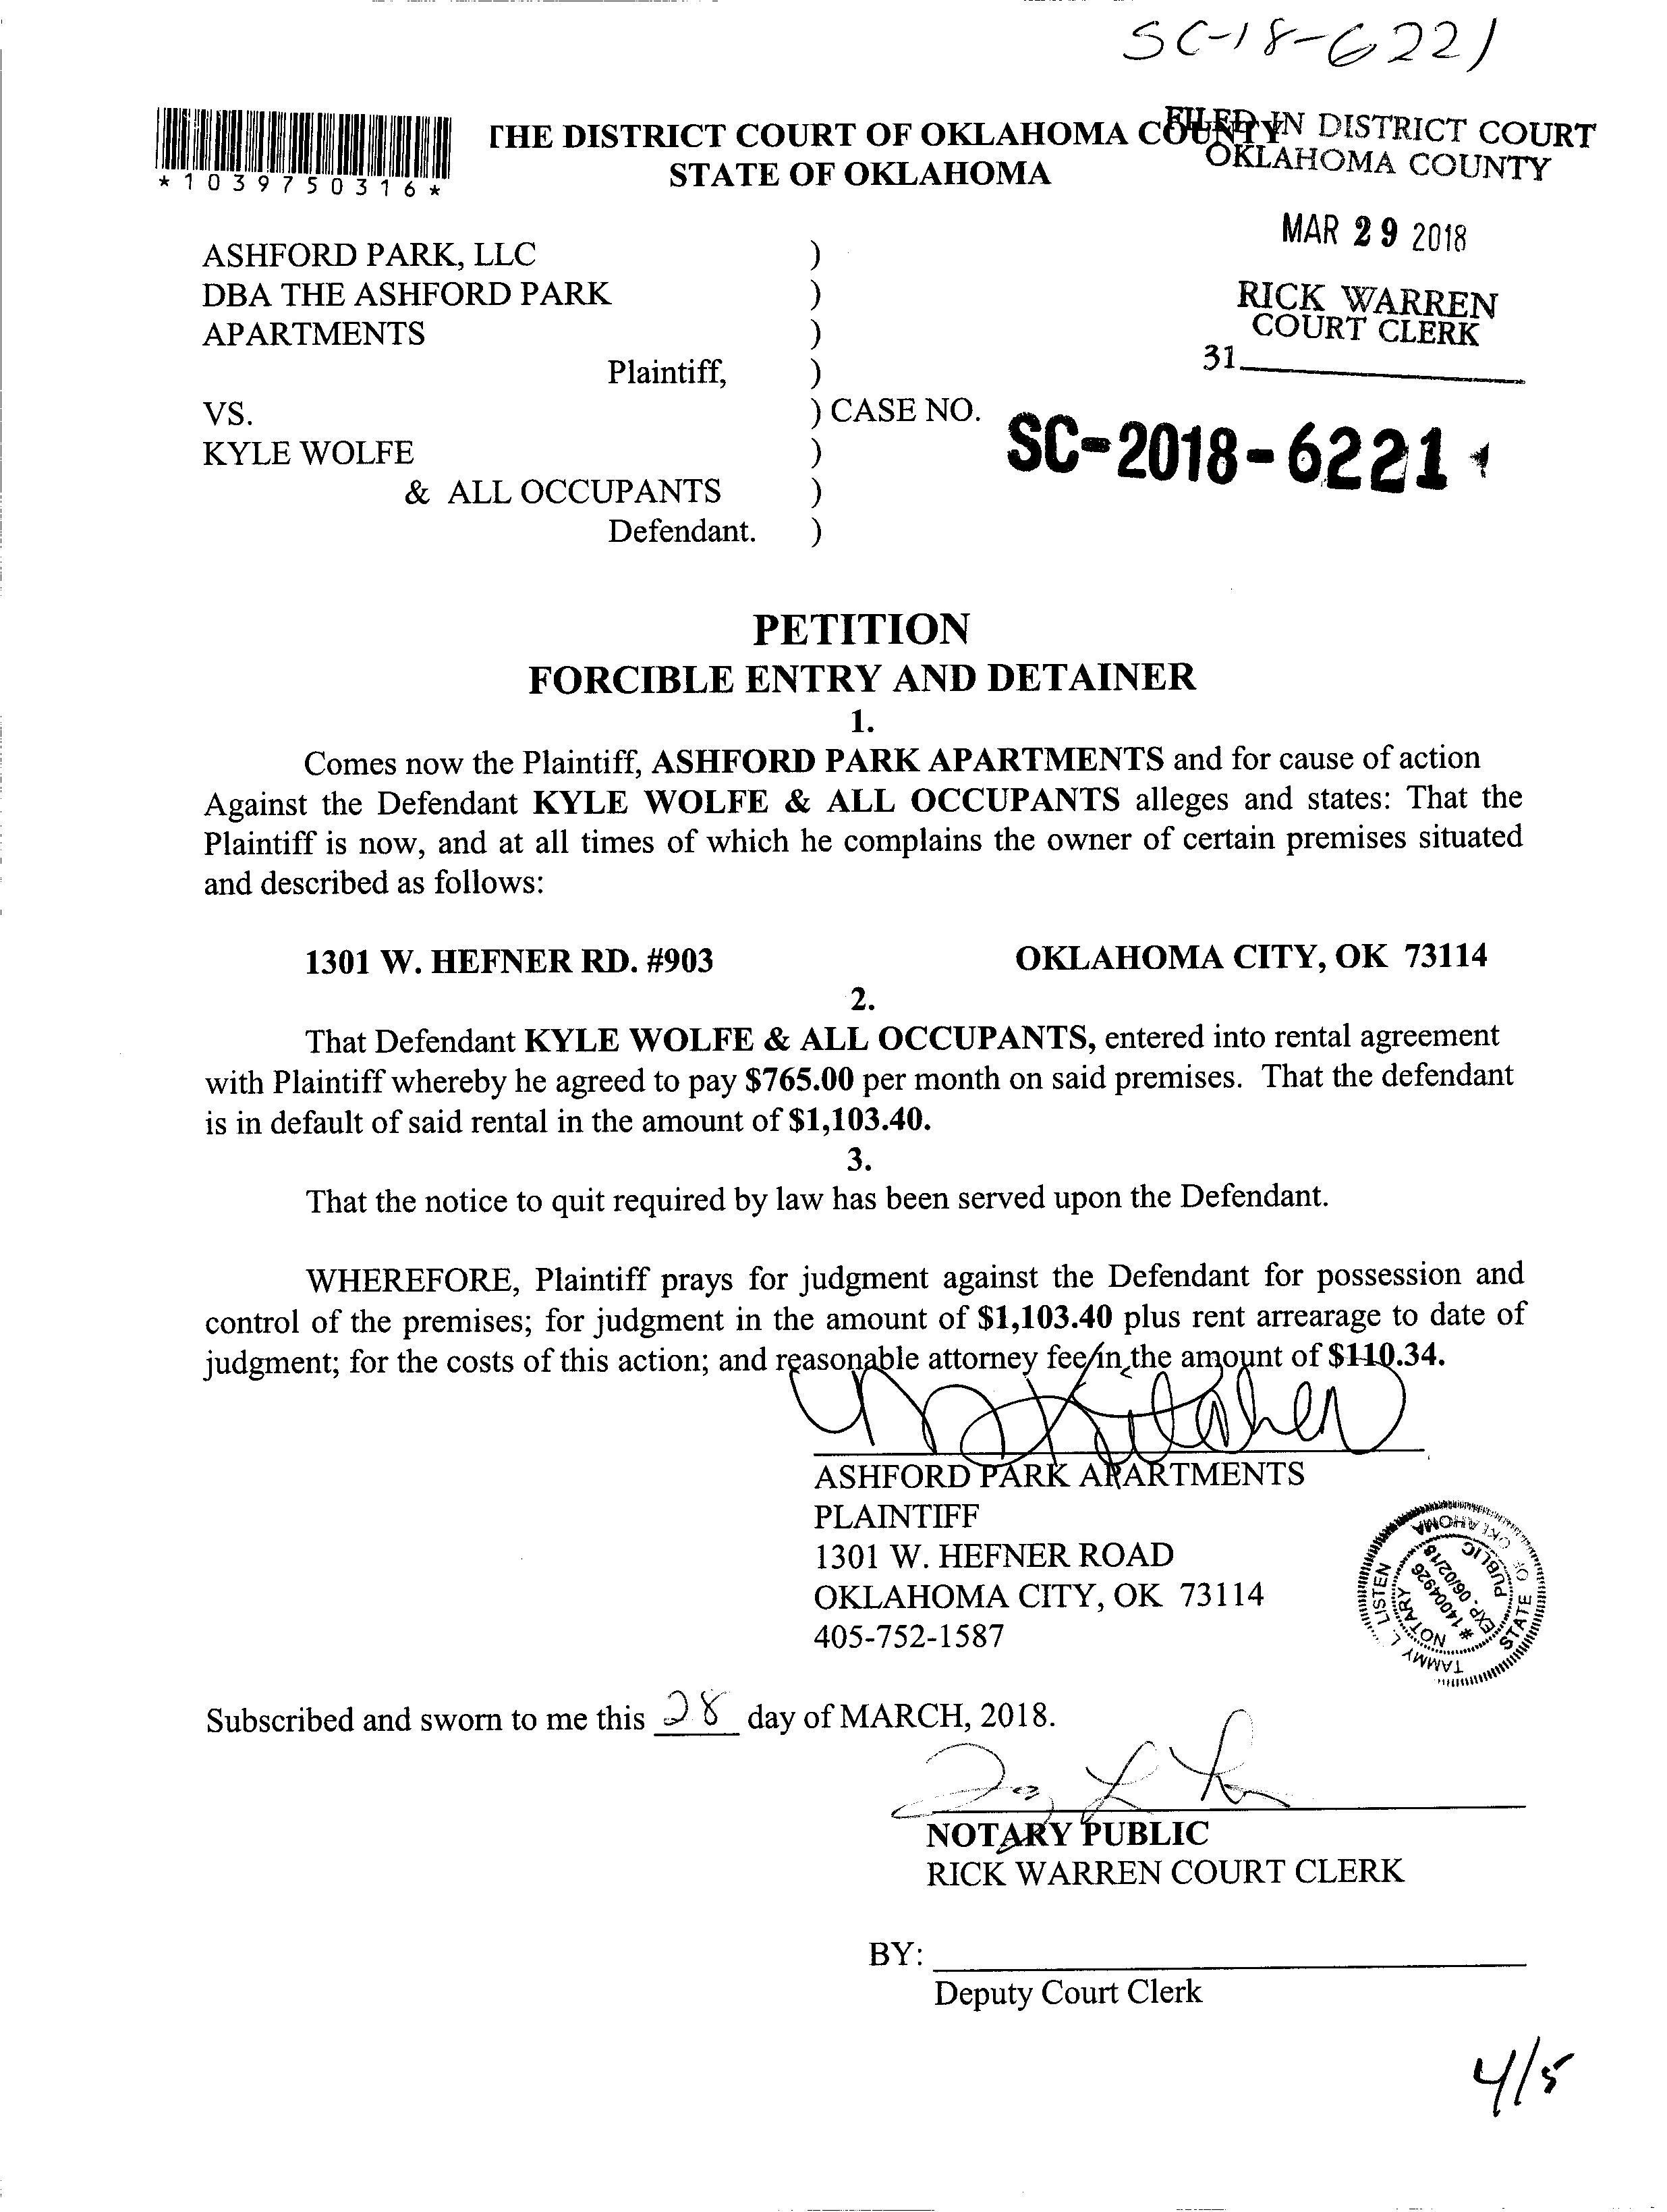 SC-18-6221
*1039750316*
THE DISTRICT COURT OF OKLAHOMA COUNTY
STATE OF OKLAHOMA
FILED IN DISTRICT COURT
OKLAHOMA COUNTY
MAR 29 2018
RICK WARREN
COURT CLERK
31
ASHFORD PARK, LLC )
DBA THE ASHFORD PARK )
APARTMENTS )
Plaintiff, )
VS. ) CASE NO. SC-2018-6221
KYLE WOLFE )
& ALL OCCUPANTS )
Defendant. )
PETITION
FORCIBLE ENTRY AND DETAINER
1.
Comes now the Plaintiff, ASHFORD PARK APARTMENTS and for cause of action
Against the Defendant KYLE WOLFE & ALL OCCUPANTS alleges and states: That the
Plaintiff is now, and at all times of which he complains the owner of certain premises situated
and described as follows:
1301 W. HEFNER RD. #903 OKLAHOMA CITY, OK 73114
2.
That Defendant KYLE WOLFE & ALL OCCUPANTS, entered into rental agreement
with Plaintiff whereby he agreed to pay $765.00 per month on said premises. That the defendant
is in default of said rental in the amount of $1,103.40.
3.
That the notice to quit required by law has been served upon the Defendant.
WHEREFORE, Plaintiff prays for judgment against the Defendant for possession and
control of the premises; for judgment in the amount of $1,103.40 plus rent arrearage to date of
judgment; for the costs of this action; and reasonable attorney fee in the amount of $110.34.
ASHFORD PARK APARTMENTS
PLAINTIFF
1301 W. HEFNER ROAD
OKLAHOMA CITY, OK 73114
405-752-1587
TAMMY L. LISTEN
STATE OF OKLAHOMA
NOTARY PUBLIC
# 14004926
EXP. 06/02/18
Subscribed and sworn to me this 28 day of MARCH, 2018.
NOTARY PUBLIC
RICK WARREN COURT CLERK
BY:
Deputy Court Clerk
4/5